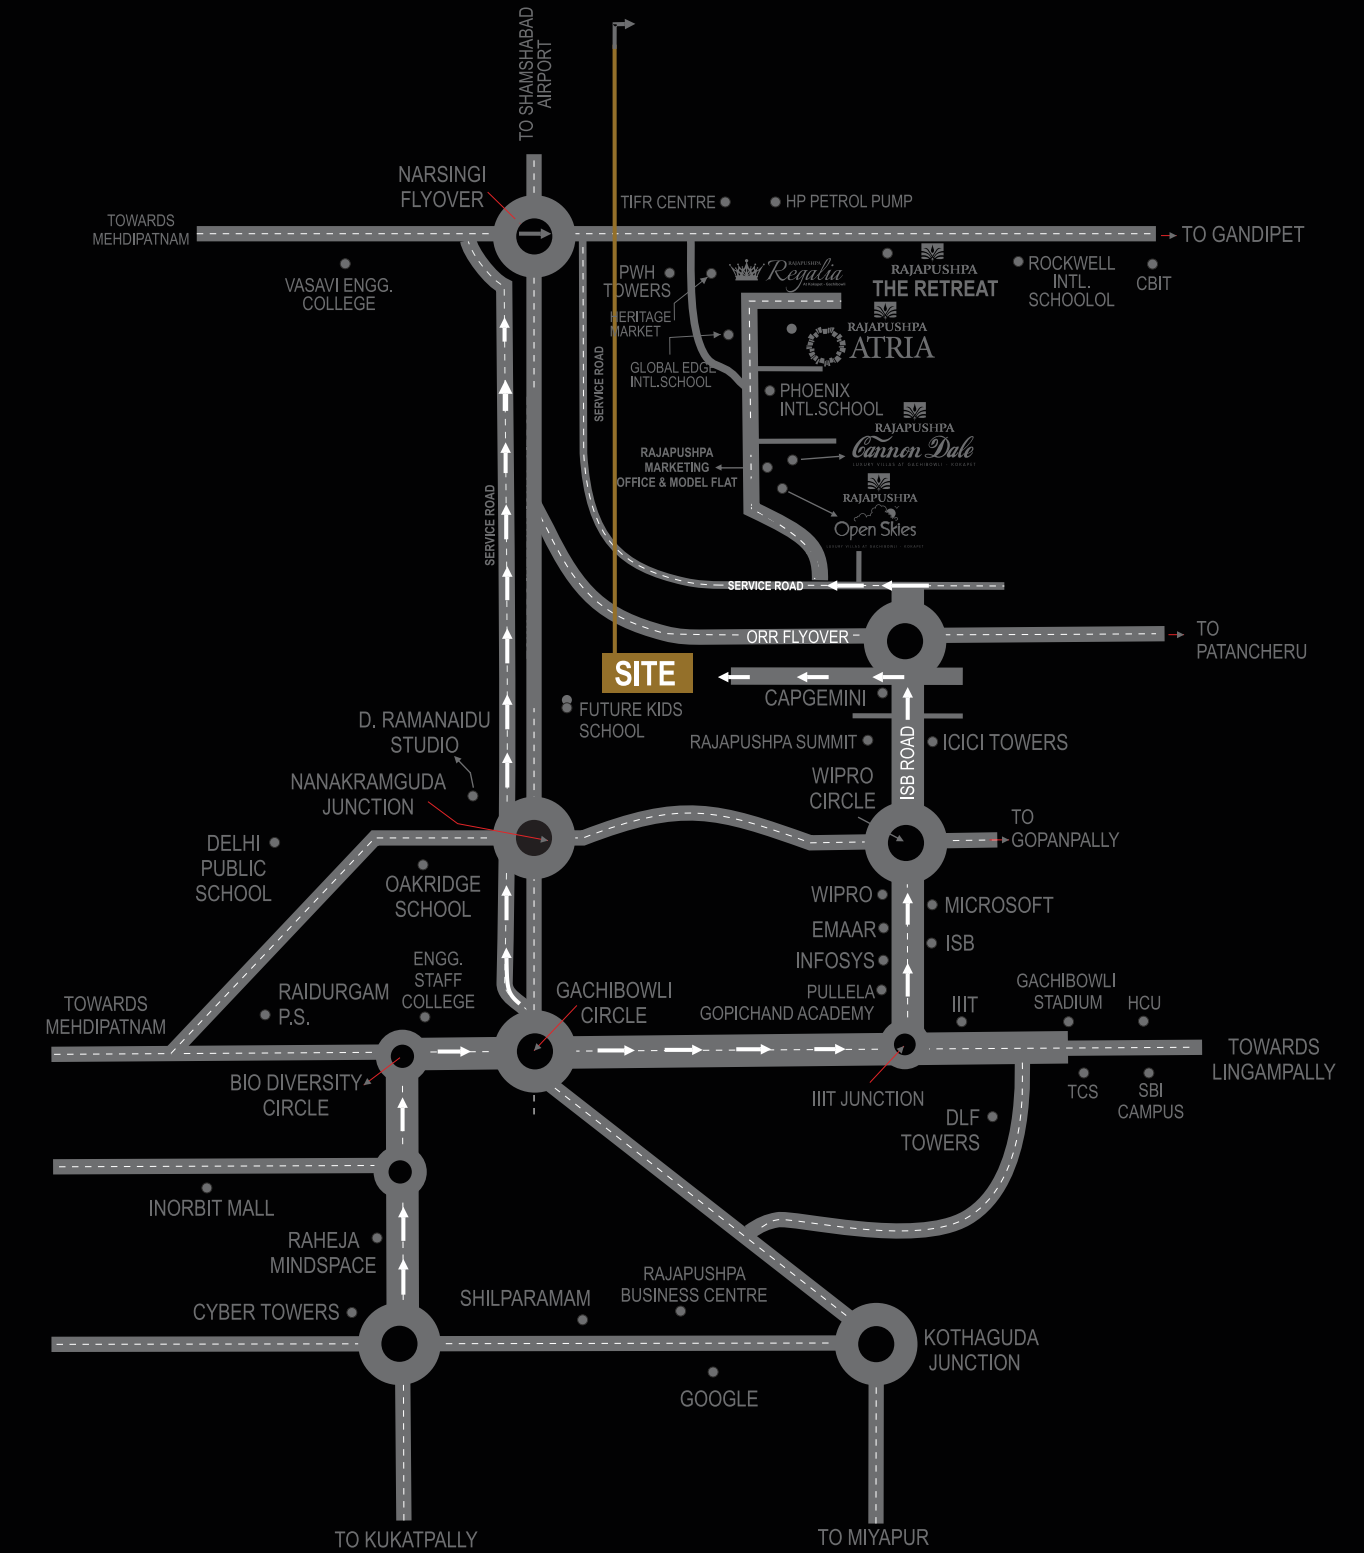 TO SHAMSHABAD
AIRPORT
NARSINGI
FLYOVER
TOWARDS
MEHDIPATNAM
VASAVI ENGG.
COLLEGE
TIFR CENTRE
HP PETROL PUMP
TO GANDIPET
PWH
TOWERS
HERITAGE
MARKET
RAJAPUSHPA
Regalia
RAJAPUSHPA
THE RETREAT
ROCKWELL
INTL.
SCHOOLOL
CBIT
RAJAPUSHPA
ATRIA
GLOBAL EDGE
INTL.SCHOOL
SERVICE ROAD
PHOENIX
INTL.SCHOOL
RAJAPUSHPA
Cannon Dale
RAJAPUSHPA
MARKETING
OFFICE & MODEL FLAT
RAJAPUSHPA
Open Skies
SERVICE ROAD
SERVICE ROAD
ORR FLYOVER
TO
PATANCHERU
SITE
CAPGEMINI
FUTURE KIDS
SCHOOL
D. RAMANAIDU
STUDIO
RAJAPUSHPA SUMMIT
ISB ROAD
ICICI TOWERS
NANAKRAMGUDA
JUNCTION
WIPRO
CIRCLE
TO
GOPANPALLY
DELHI
PUBLIC
SCHOOL
OAKRIDGE
SCHOOL
WIPRO
MICROSOFT
EMAAR
ISB
INFOSYS
ENGG.
STAFF
COLLEGE
PULLELA
GOPICHAND ACADEMY
IIIT
GACHIBOWLI
STADIUM
HCU
GACHIBOWLI
CIRCLE
RAIDURGAM
P.S.
TOWARDS
MEHDIPATNAM
TOWARDS
LINGAMPALLY
BIO DIVERSITY
CIRCLE
IIIT JUNCTION
TCS
SBI
CAMPUS
DLF
TOWERS
INORBIT MALL
RAHEJA
MINDSPACE
CYBER TOWERS
SHILPARAMAM
RAJAPUSHPA
BUSINESS CENTRE
KOTHAGUDA
JUNCTION
GOOGLE
TO KUKATPALLY
TO MIYAPUR